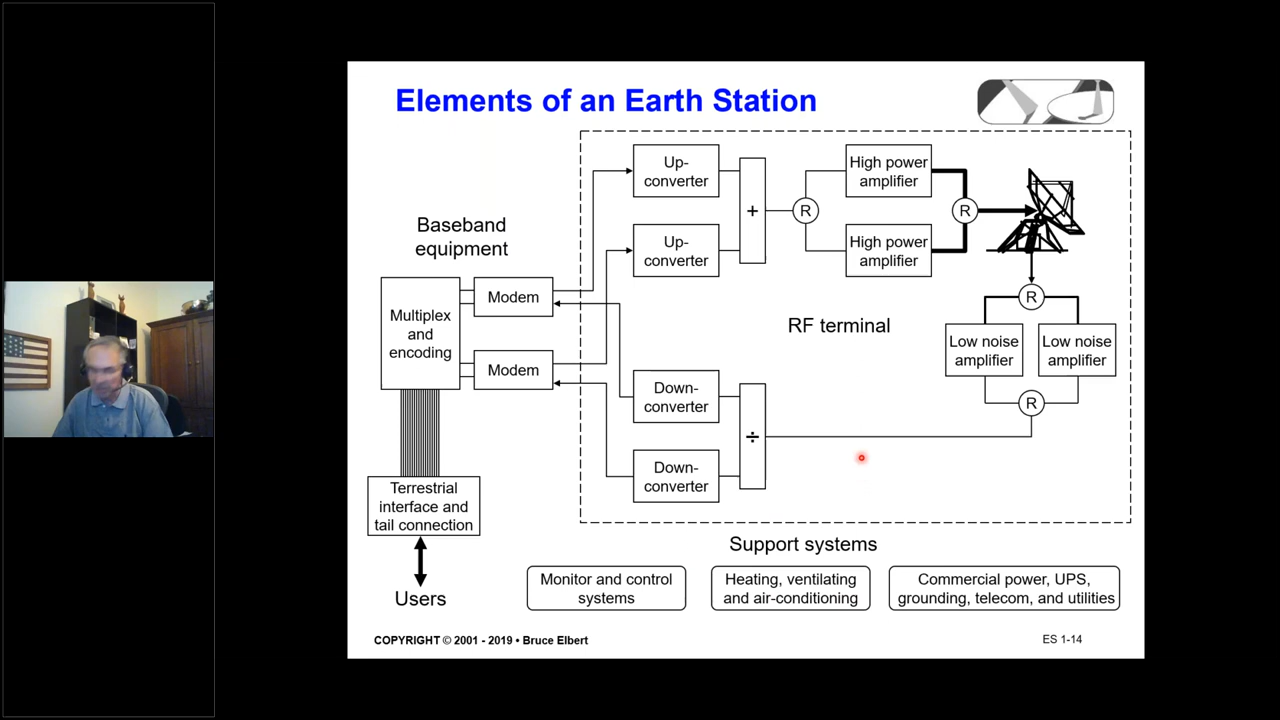 Elements of an Earth Station
Up-
converter
High power
amplifier
+
R
R
Up-
converter
High power
amplifier
Baseband
equipment
Modem
Multiplex
and
encoding
Modem
RF terminal
R
Low noise
amplifier
Low noise
amplifier
R
Down-
converter
÷
Down-
converter
Terrestrial
interface and
tail connection
Users
Support systems
Monitor and control
systems
Heating, ventilating
and air-conditioning
Commercial power, UPS,
grounding, telecom, and utilities
COPYRIGHT © 2001 - 2019 • Bruce Elbert
ES 1-14